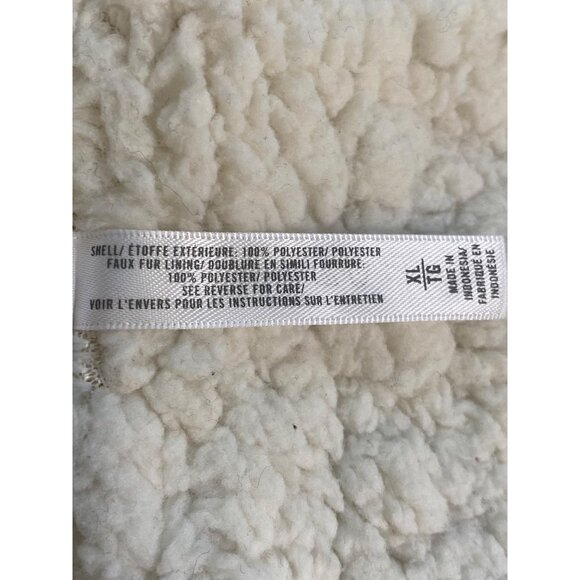 SHELL/ ÉTOFFE EXTÉRIEURE: 100% POLYESTER/ POLYESTER
FAUX FUR LINING/ DOUBLURE EN SIMILI FOURRURE:
100% POLYESTER/ POLYESTER
SEE REVERSE FOR CARE/
VOIR L'ENVERS POUR LES INSTRUCTIONS SUR L'ENTRETIEN
XL
TG
MADE IN
INDONESIA/
FABRIQUÉ EN
INDONÉSIE